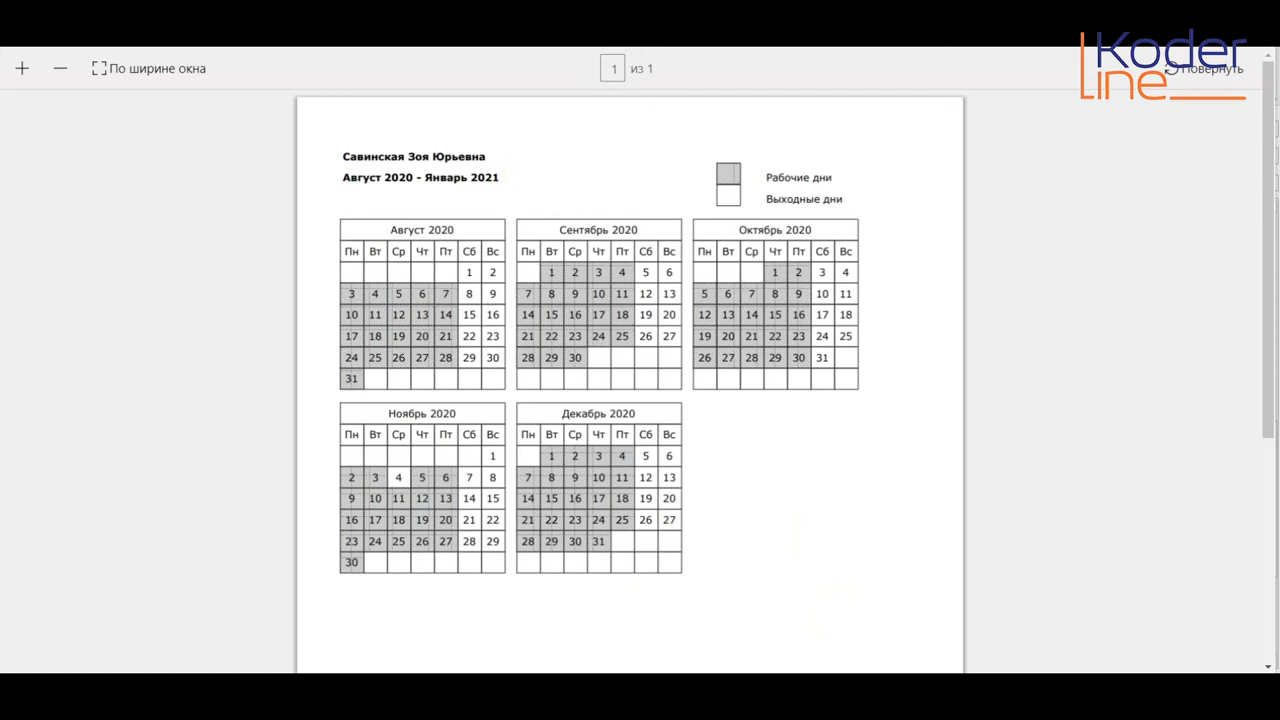 Koder
line
По ширине окна
1 из 1
Повернуть
Савинская Зоя Юрьевна
Август 2020 - Январь 2021
Рабочие дни
Выходные дни
Август 2020
Пн Вт Ср Чт Пт Сб Вс
1 2
3 4 5 6 7 8 9
10 11 12 13 14 15 16
17 18 19 20 21 22 23
24 25 26 27 28 29 30
31
Сентябрь 2020
Пн Вт Ср Чт Пт Сб Вс
1 2 3 4 5 6
7 8 9 10 11 12 13
14 15 16 17 18 19 20
21 22 23 24 25 26 27
28 29 30
Октябрь 2020
Пн Вт Ср Чт Пт Сб Вс
1 2 3 4
5 6 7 8 9 10 11
12 13 14 15 16 17 18
19 20 21 22 23 24 25
26 27 28 29 30 31
Ноябрь 2020
Пн Вт Ср Чт Пт Сб Вс
1
2 3 4 5 6 7 8
9 10 11 12 13 14 15
16 17 18 19 20 21 22
23 24 25 26 27 28 29
30
Декабрь 2020
Пн Вт Ср Чт Пт Сб Вс
1 2 3 4 5 6
7 8 9 10 11 12 13
14 15 16 17 18 19 20
21 22 23 24 25 26 27
28 29 30 31